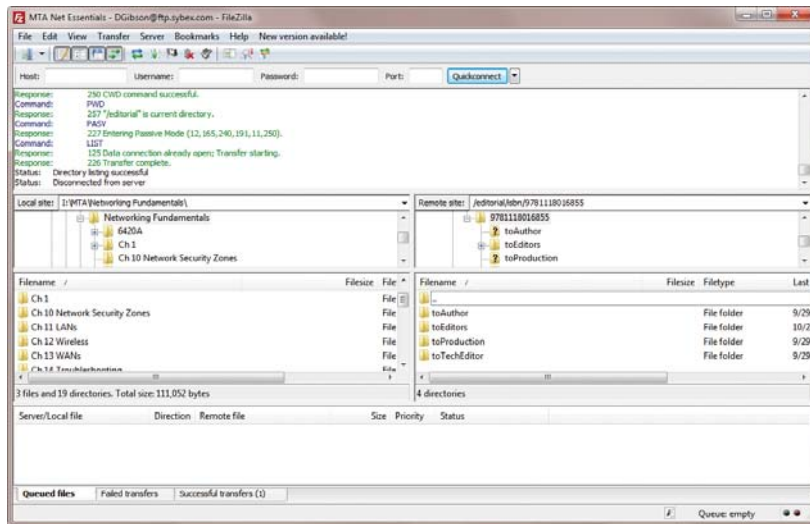 MTA Net Essentials - DGibson@ftp.sybex.com - FileZilla
File Edit View Transfer Server Bookmarks Help New version available!
Host: Username: Password: Port: Quickconnect
Response: 250 CWD command successful.
Command: PWD
Response: 257 "/editorial" is current directory.
Command: PASV
Response: 227 Entering Passive Mode (12,165,240,191,11,250).
Command: LIST
Response: 125 Data connection already open; Transfer starting.
Response: 226 Transfer complete.
Status: Directory listing successful
Status: Disconnected from server
Local site: I:\MTA\Networking Fundamentals\
Networking Fundamentals
6420A
Ch 1
Ch 10 Network Security Zones
Remote site: /editorial/isbn/9781118016855
9781118016855
? toAuthor
toEditors
? toProduction
Filename / Filesize File
Ch 1 File
Ch 10 Network Security Zones File
Ch 11 LANs File
Ch 12 Wireless File
Ch 13 WANs File
Ch 14 Troubleshooting File
3 files and 19 directories. Total size: 111,052 bytes
Filename / Filesize Filetype Last
..
toAuthor File folder 9/29
toEditors File folder 10/2
toProduction File folder 9/29
toTechEditor File folder 9/29
4 directories
Server/Local file Direction Remote file Size Priority Status
Queued files Failed transfers Successful transfers (1)
Queue: empty